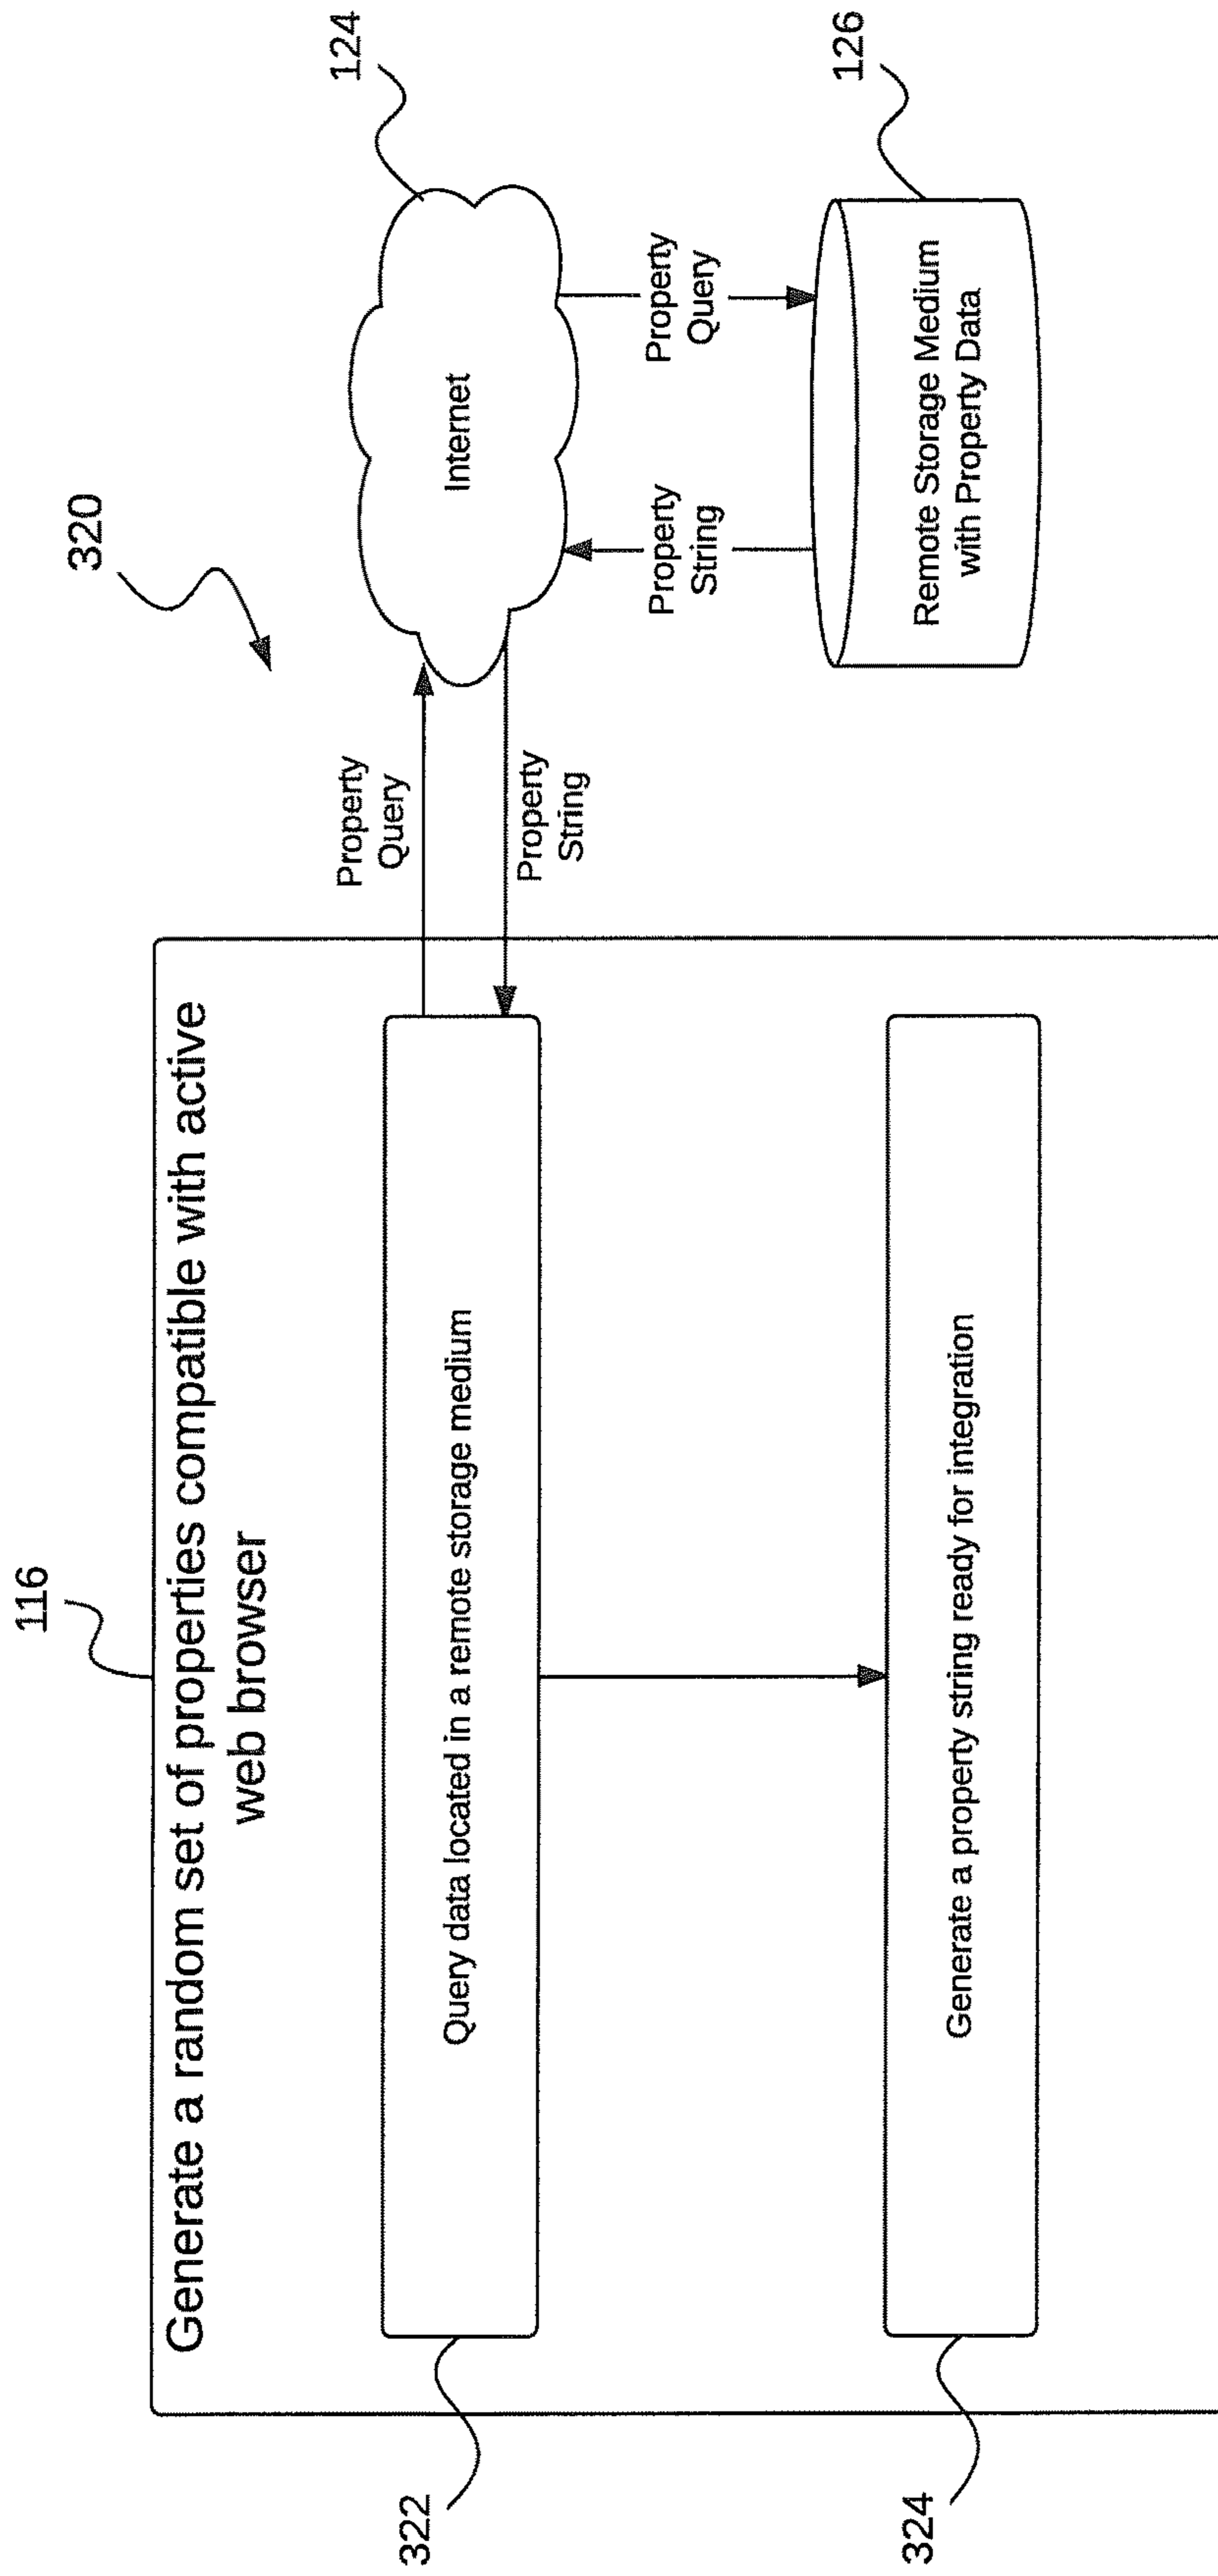 320
116
Generate a random set of properties compatible with active
web browser
322
Query data located in a remote storage medium
Property
Query
Property
String
Internet
124
Property
String
Property
Query
324
Generate a property string ready for integration
Remote Storage Medium
with Property Data
126